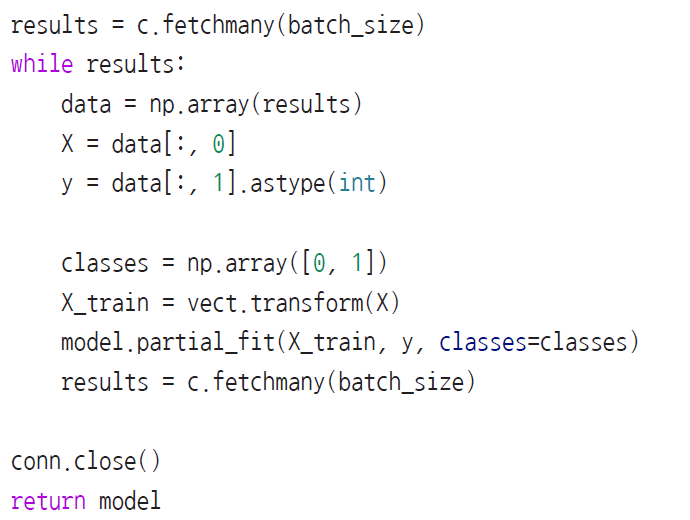 results = c.fetchmany(batch_size)
while results:
    data = np.array(results)
    X = data[:, 0]
    y = data[:, 1].astype(int)

    classes = np.array([0, 1])
    X_train = vect.transform(X)
    model.partial_fit(X_train, y, classes=classes)
    results = c.fetchmany(batch_size)

conn.close()
return model